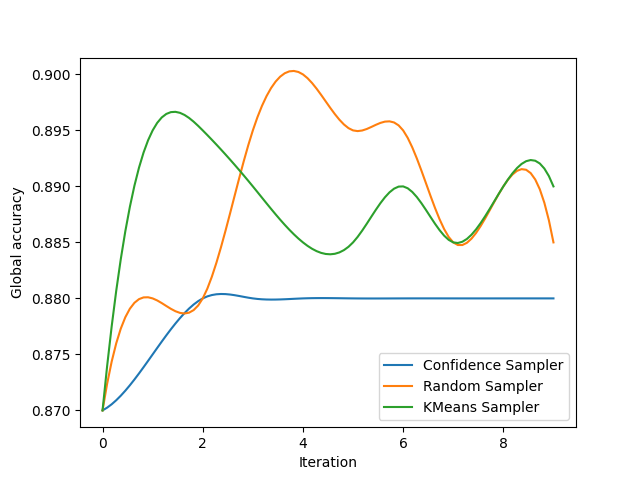 0.900
0.895
0.890
0.885
0.880
0.875
0.870
Global accuracy
0 2 4 6 8
Iteration
Confidence Sampler
Random Sampler
KMeans Sampler